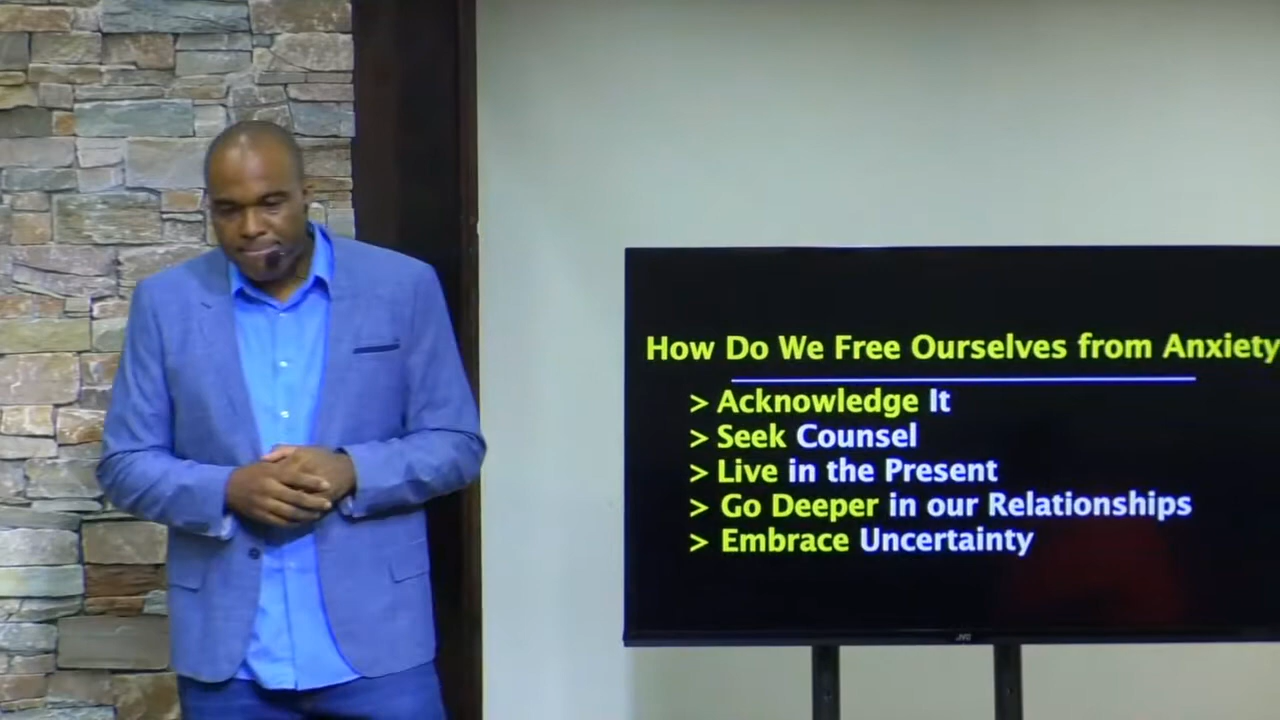 How Do We Free Ourselves from Anxiety
> Acknowledge It
> Seek Counsel
> Live in the Present
> Go Deeper in our Relationships
> Embrace Uncertainty
JVC